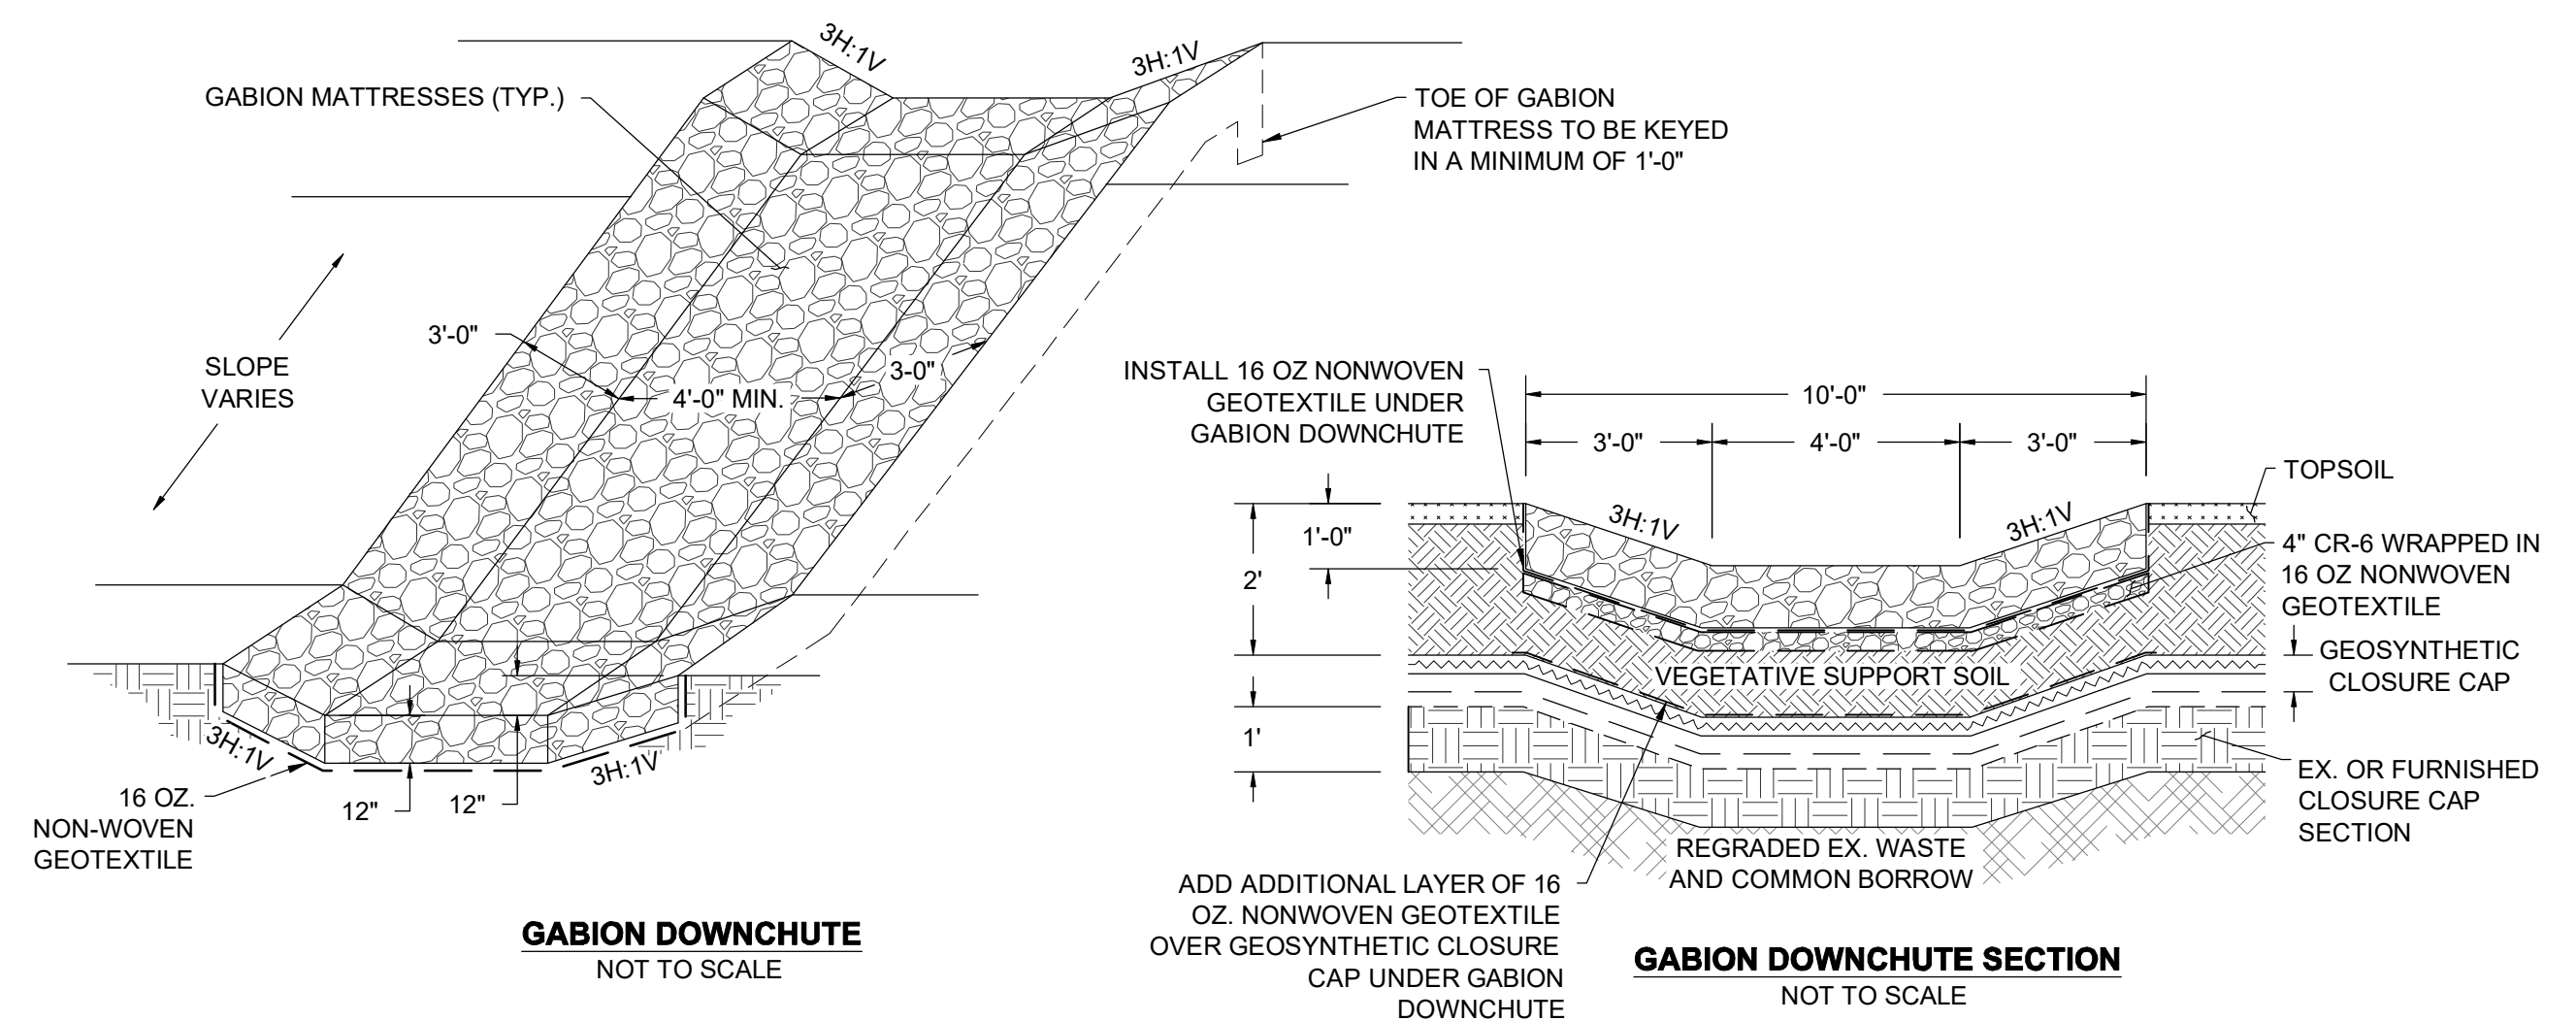 3H:1V
3H:1V
GABION MATTRESSES (TYP.)
TOE OF GABION
MATTRESS TO BE KEYED
IN A MINIMUM OF 1'-0"
SLOPE
VARIES
3'-0"
4'-0" MIN.
3-0"
3H:1V
3H:1V
16 OZ.
NON-WOVEN
GEOTEXTILE
12"
12"
GABION DOWNCHUTE
NOT TO SCALE
INSTALL 16 OZ NONWOVEN
GEOTEXTILE UNDER
GABION DOWNCHUTE
10'-0"
3'-0"
4'-0"
3'-0"
TOPSOIL
1'-0"
2'
1'
3H:1V
3H:1V
4" CR-6 WRAPPED IN
16 OZ NONWOVEN
GEOTEXTILE
VEGETATIVE SUPPORT SOIL
GEOSYNTHETIC
CLOSURE CAP
EX. OR FURNISHED
CLOSURE CAP
SECTION
REGRADED EX. WASTE
AND COMMON BORROW
ADD ADDITIONAL LAYER OF 16
OZ. NONWOVEN GEOTEXTILE
OVER GEOSYNTHETIC CLOSURE
CAP UNDER GABION
DOWNCHUTE
GABION DOWNCHUTE SECTION
NOT TO SCALE